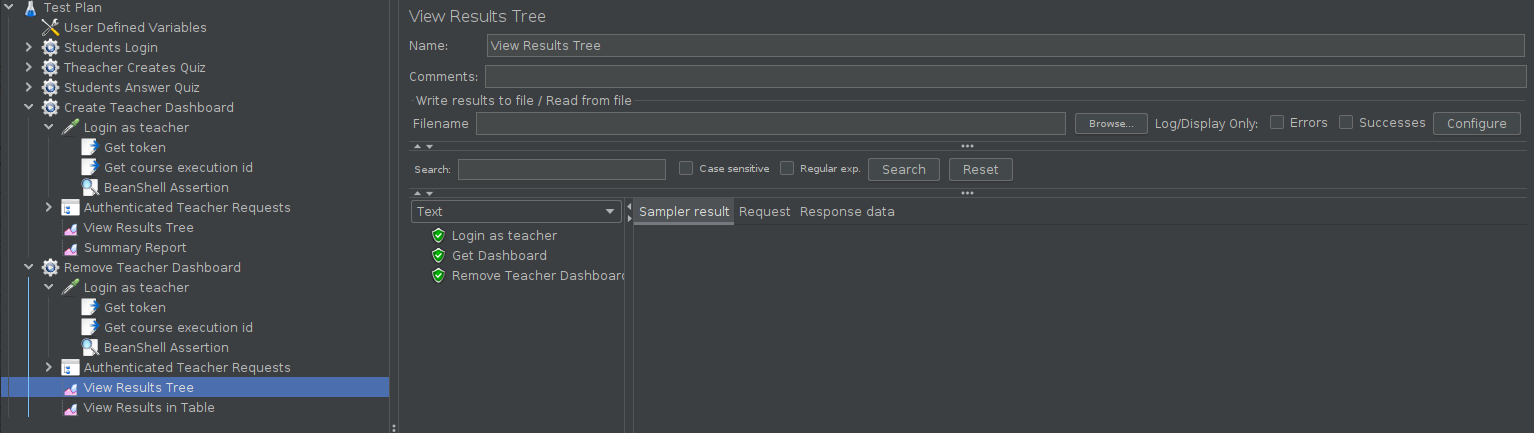 Test Plan
User Defined Variables
Students Login
Theacher Creates Quiz
Students Answer Quiz
Create Teacher Dashboard
Login as teacher
Get token
Get course execution id
BeanShell Assertion
Authenticated Teacher Requests
View Results Tree
Summary Report
Remove Teacher Dashboard
Login as teacher
Get token
Get course execution id
BeanShell Assertion
Authenticated Teacher Requests
View Results Tree
View Results in Table
View Results Tree
Name: View Results Tree
Comments:
Write results to file / Read from file
Filename Browse... Log/Display Only: Errors Successes Configure
Search: Case sensitive Regular exp. Search Reset
Text Sampler result Request Response data
Login as teacher
Get Dashboard
Remove Teacher Dashboard